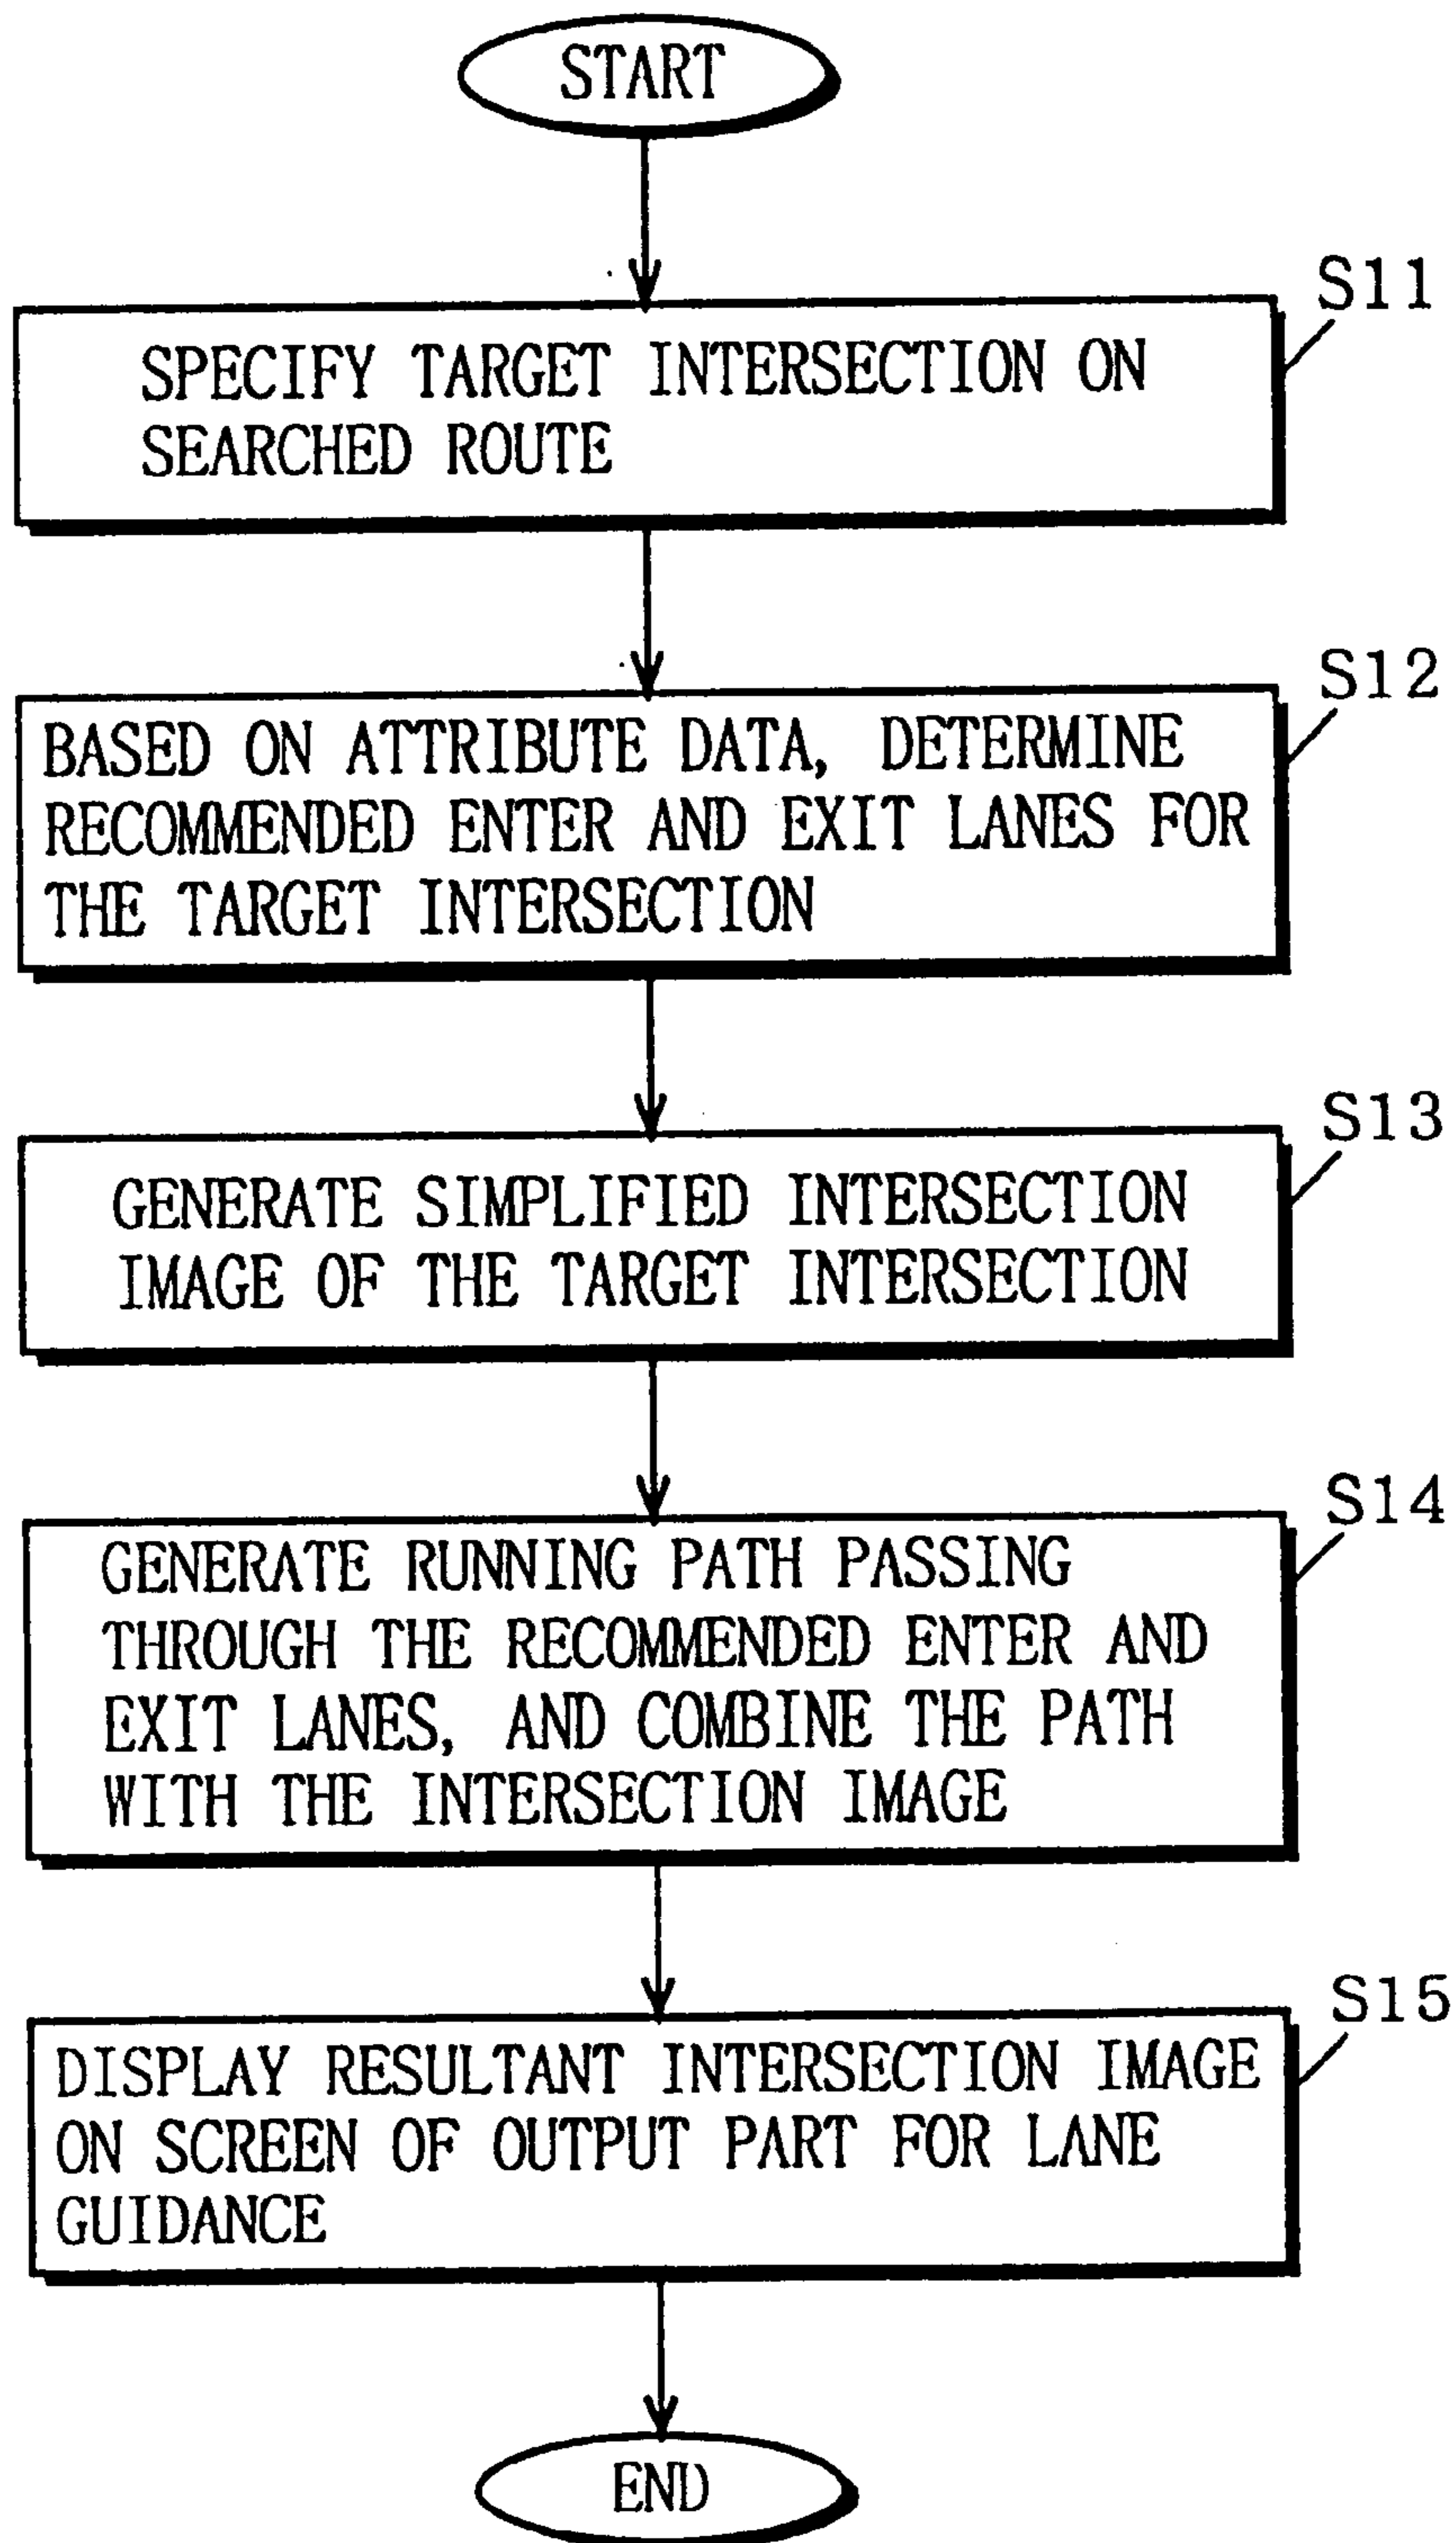 START
S11
SPECIFY TARGET INTERSECTION ON
SEARCHED ROUTE
S12
BASED ON ATTRIBUTE DATA, DETERMINE
RECOMMENDED ENTER AND EXIT LANES FOR
THE TARGET INTERSECTION
S13
GENERATE SIMPLIFIED INTERSECTION
IMAGE OF THE TARGET INTERSECTION
S14
GENERATE RUNNING PATH PASSING
THROUGH THE RECOMMENDED ENTER AND
EXIT LANES, AND COMBINE THE PATH
WITH THE INTERSECTION IMAGE
S15
DISPLAY RESULTANT INTERSECTION IMAGE
ON SCREEN OF OUTPUT PART FOR LANE
GUIDANCE
END